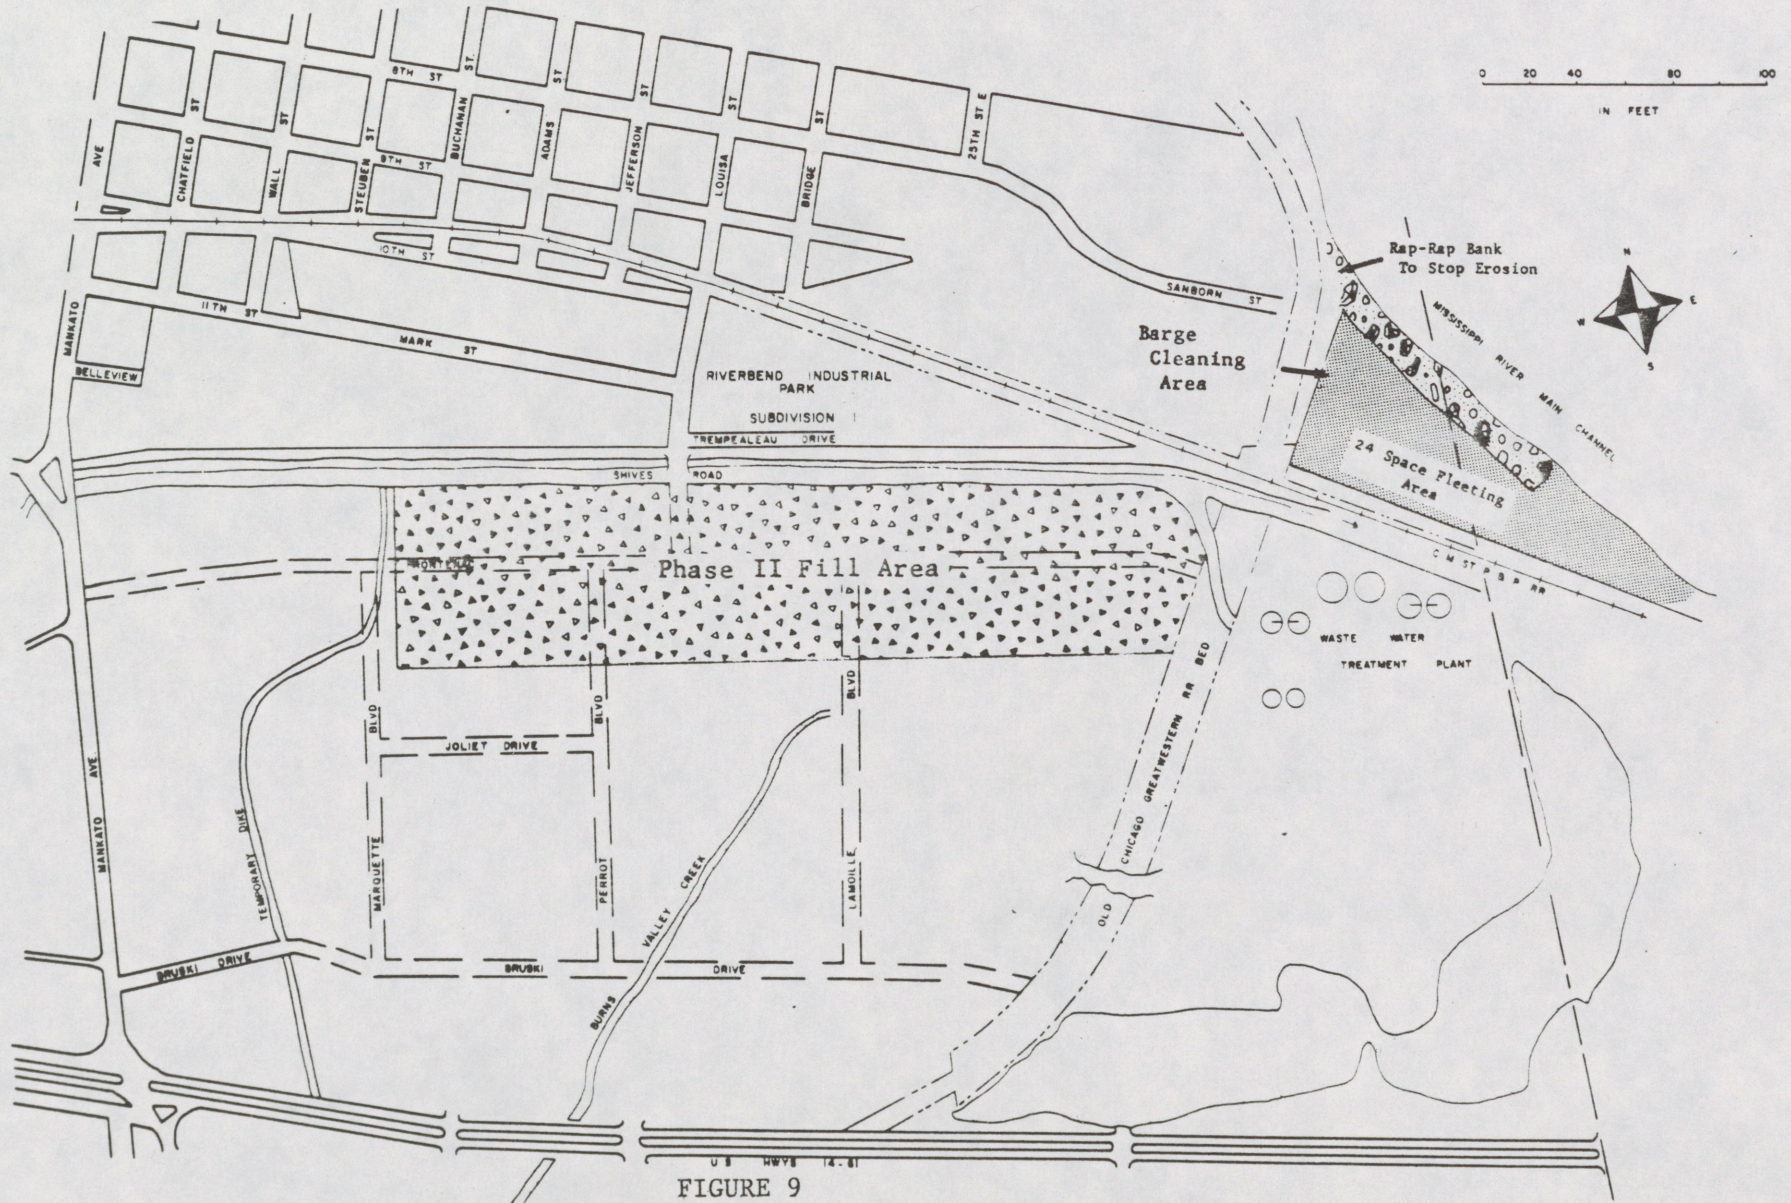 0 20 40 80 100
IN FEET
8TH ST
ST.
ST
ST
ST
ST
25TH ST E
AVE
CHATFIELD ST
WALL ST
STEUBEN ST
9TH ST
BUCHANAN
ADAMS
JEFFERSON
LOUISA
BRIDGE
10TH ST
11TH ST
MARK ST
MANKATO
BELLEVIEW
SANBORN ST
Rap-Rap Bank
To Stop Erosion
N
E
W
S
MISSISSIPPI RIVER MAIN CHANNEL
Barge
Cleaning
Area
RIVERBEND INDUSTRIAL
PARK
SUBDIVISION I
TREMPEALEAU DRIVE
SHIVES ROAD
24 Space Fleeting
Area
C M ST P & P RR
FRONTENAC
Phase II Fill Area
WASTE WATER
TREATMENT PLANT
BLVD
BLVD
BLVD
JOLIET DRIVE
MANKATO AVE.
TEMPORARY DIKE
MARQUETTE
PERROT
VALLEY CREEK
LAMOILLE
OLD CHICAGO GREATWESTERN RR BED
BRUSKI DRIVE
BRUSKI DRIVE
BURNS
U S HWYS 14-61
FIGURE 9